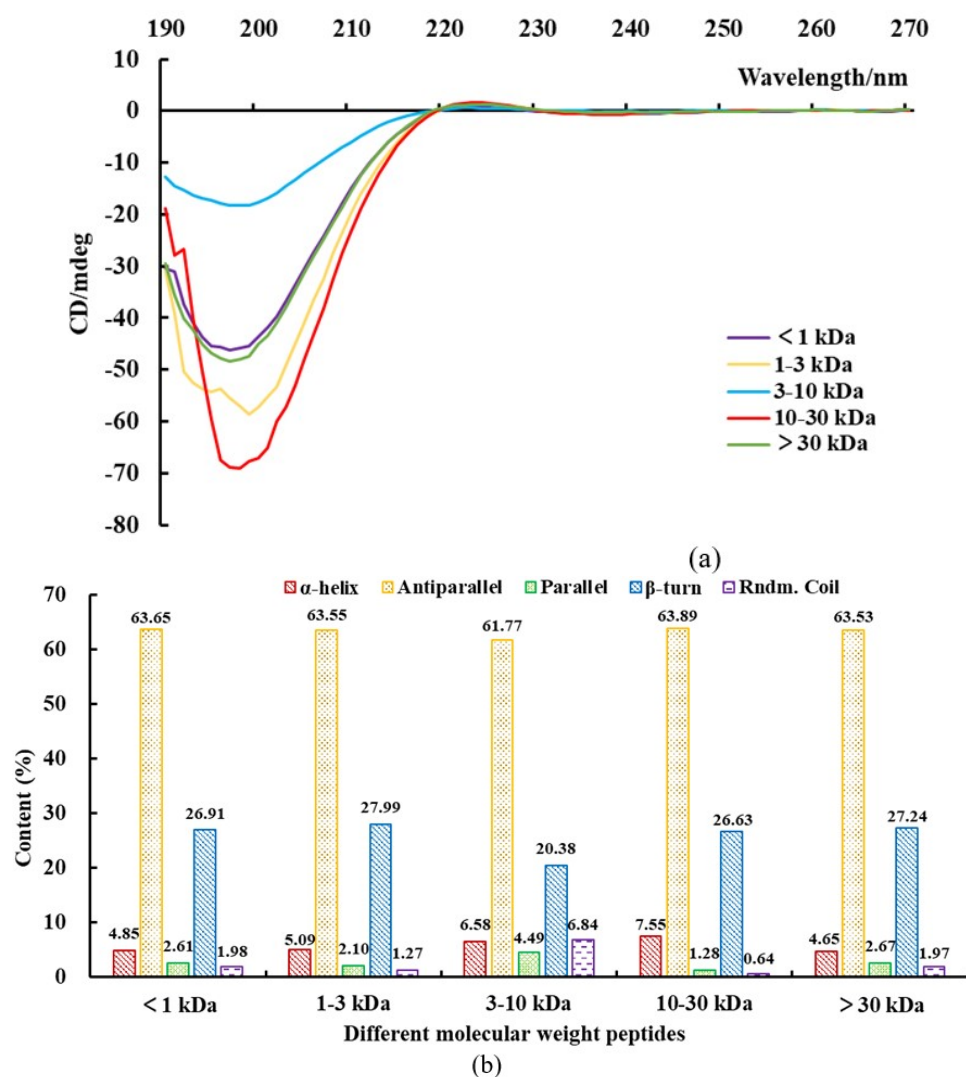 190 200 210 220 230 240 250 260 270
10
Wavelength/nm
0
-10
-20
-30
CD/mdeg
-40
-50
-60
-70
-80
< 1 kDa
1-3 kDa
3-10 kDa
10-30 kDa
> 30 kDa
(a)
α-helix Antiparallel Parallel β-turn Rndm. Coil
70
60
50
40
30
20
10
0
Content (%)
63.65 63.55 61.77 63.89 63.53
26.91 27.99 20.38 26.63 27.24
4.85 2.61 1.98 5.09 2.10 1.27 6.58 4.49 6.84 7.55 1.28 0.64 4.65 2.67 1.97
< 1 kDa 1-3 kDa 3-10 kDa 10-30 kDa > 30 kDa
Different molecular weight peptides
(b)